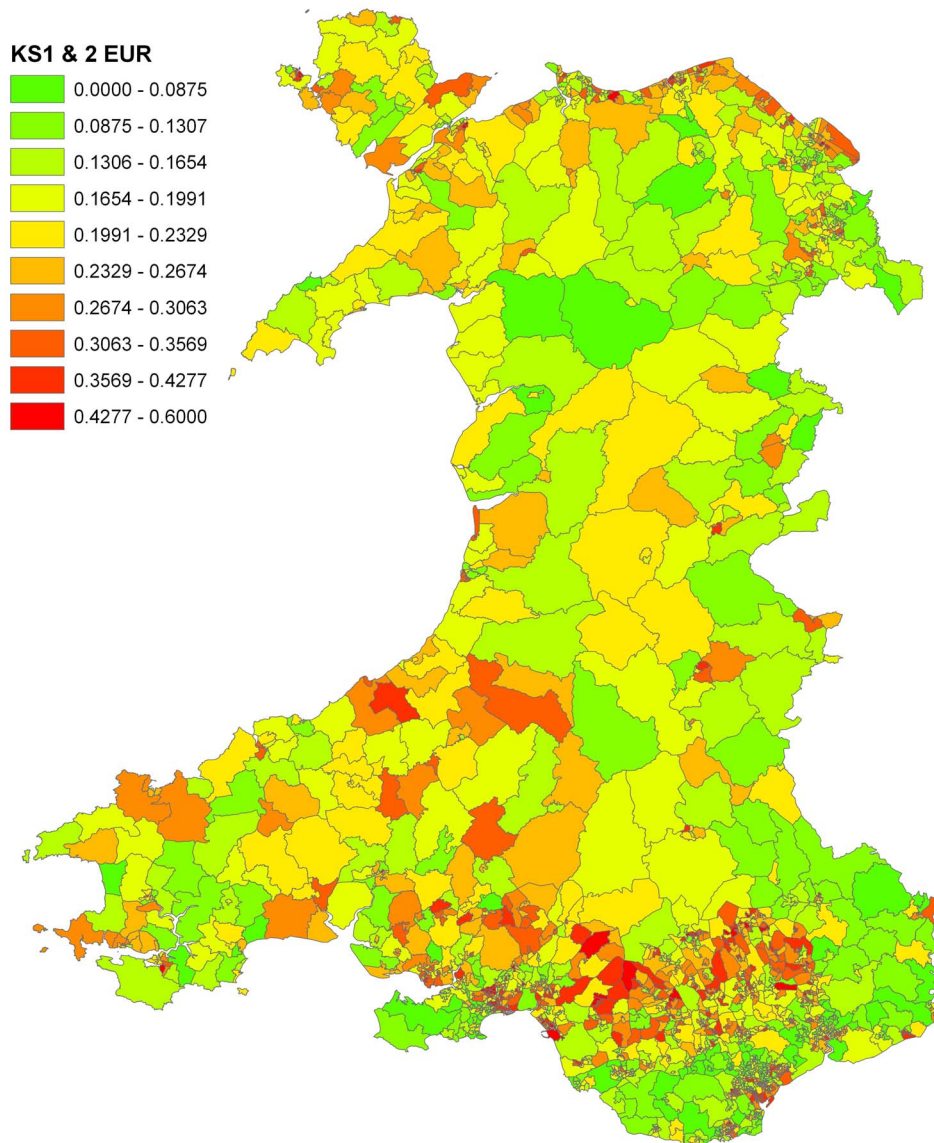 KS1 & 2 EUR
0.0000 - 0.0875
0.0875 - 0.1307
0.1306 - 0.1654
0.1654 - 0.1991
0.1991 - 0.2329
0.2329 - 0.2674
0.2674 - 0.3063
0.3063 - 0.3569
0.3569 - 0.4277
0.4277 - 0.6000